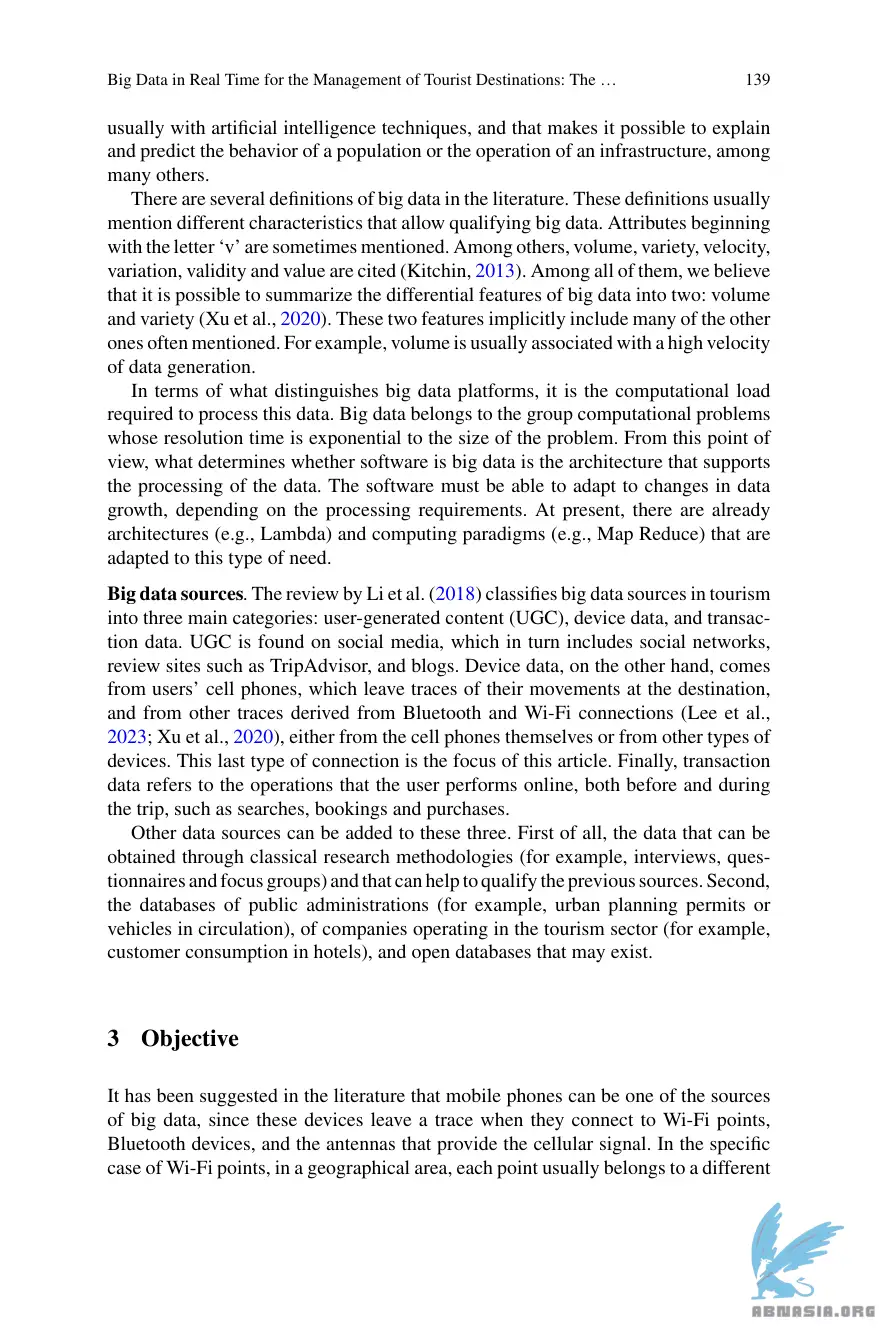 Big Data in Real Time for the Management of Tourist Destinations: The … 139
usually with artificial intelligence techniques, and that makes it possible to explain
and predict the behavior of a population or the operation of an infrastructure, among
many others.
There are several definitions of big data in the literature. These definitions usually
mention different characteristics that allow qualifying big data. Attributes beginning
with the letter ‘v’ are sometimes mentioned. Among others, volume, variety, velocity,
variation, validity and value are cited (Kitchin, 2013). Among all of them, we believe
that it is possible to summarize the differential features of big data into two: volume
and variety (Xu et al., 2020). These two features implicitly include many of the other
ones often mentioned. For example, volume is usually associated with a high velocity
of data generation.
In terms of what distinguishes big data platforms, it is the computational load
required to process this data. Big data belongs to the group computational problems
whose resolution time is exponential to the size of the problem. From this point of
view, what determines whether software is big data is the architecture that supports
the processing of the data. The software must be able to adapt to changes in data
growth, depending on the processing requirements. At present, there are already
architectures (e.g., Lambda) and computing paradigms (e.g., Map Reduce) that are
adapted to this type of need.
Big data sources. The review by Li et al. (2018) classifies big data sources in tourism
into three main categories: user-generated content (UGC), device data, and transac-
tion data. UGC is found on social media, which in turn includes social networks,
review sites such as TripAdvisor, and blogs. Device data, on the other hand, comes
from users’ cell phones, which leave traces of their movements at the destination,
and from other traces derived from Bluetooth and Wi-Fi connections (Lee et al.,
2023; Xu et al., 2020), either from the cell phones themselves or from other types of
devices. This last type of connection is the focus of this article. Finally, transaction
data refers to the operations that the user performs online, both before and during
the trip, such as searches, bookings and purchases.
Other data sources can be added to these three. First of all, the data that can be
obtained through classical research methodologies (for example, interviews, ques-
tionnaires and focus groups) and that can help to qualify the previous sources. Second,
the databases of public administrations (for example, urban planning permits or
vehicles in circulation), of companies operating in the tourism sector (for example,
customer consumption in hotels), and open databases that may exist.
3 Objective
It has been suggested in the literature that mobile phones can be one of the sources
of big data, since these devices leave a trace when they connect to Wi-Fi points,
Bluetooth devices, and the antennas that provide the cellular signal. In the specific
case of Wi-Fi points, in a geographical area, each point usually belongs to a different
ABNASIA.ORG